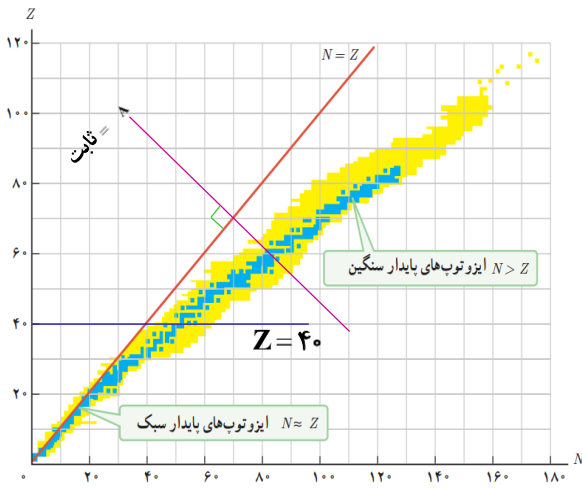 Z
۱۲۰
N = Z
۱۰۰
ثابت = A
۸۰
ایزوتوپ‌های پایدار سنگین N > Z
۶۰
۴۰
Z = ۴۰
۲۰
ایزوتوپ‌های پایدار سبک N ≈ Z
۰ ۲۰ ۴۰ ۶۰ ۸۰ ۱۰۰ ۱۲۰ ۱۴۰ ۱۶۰ ۱۸۰ N